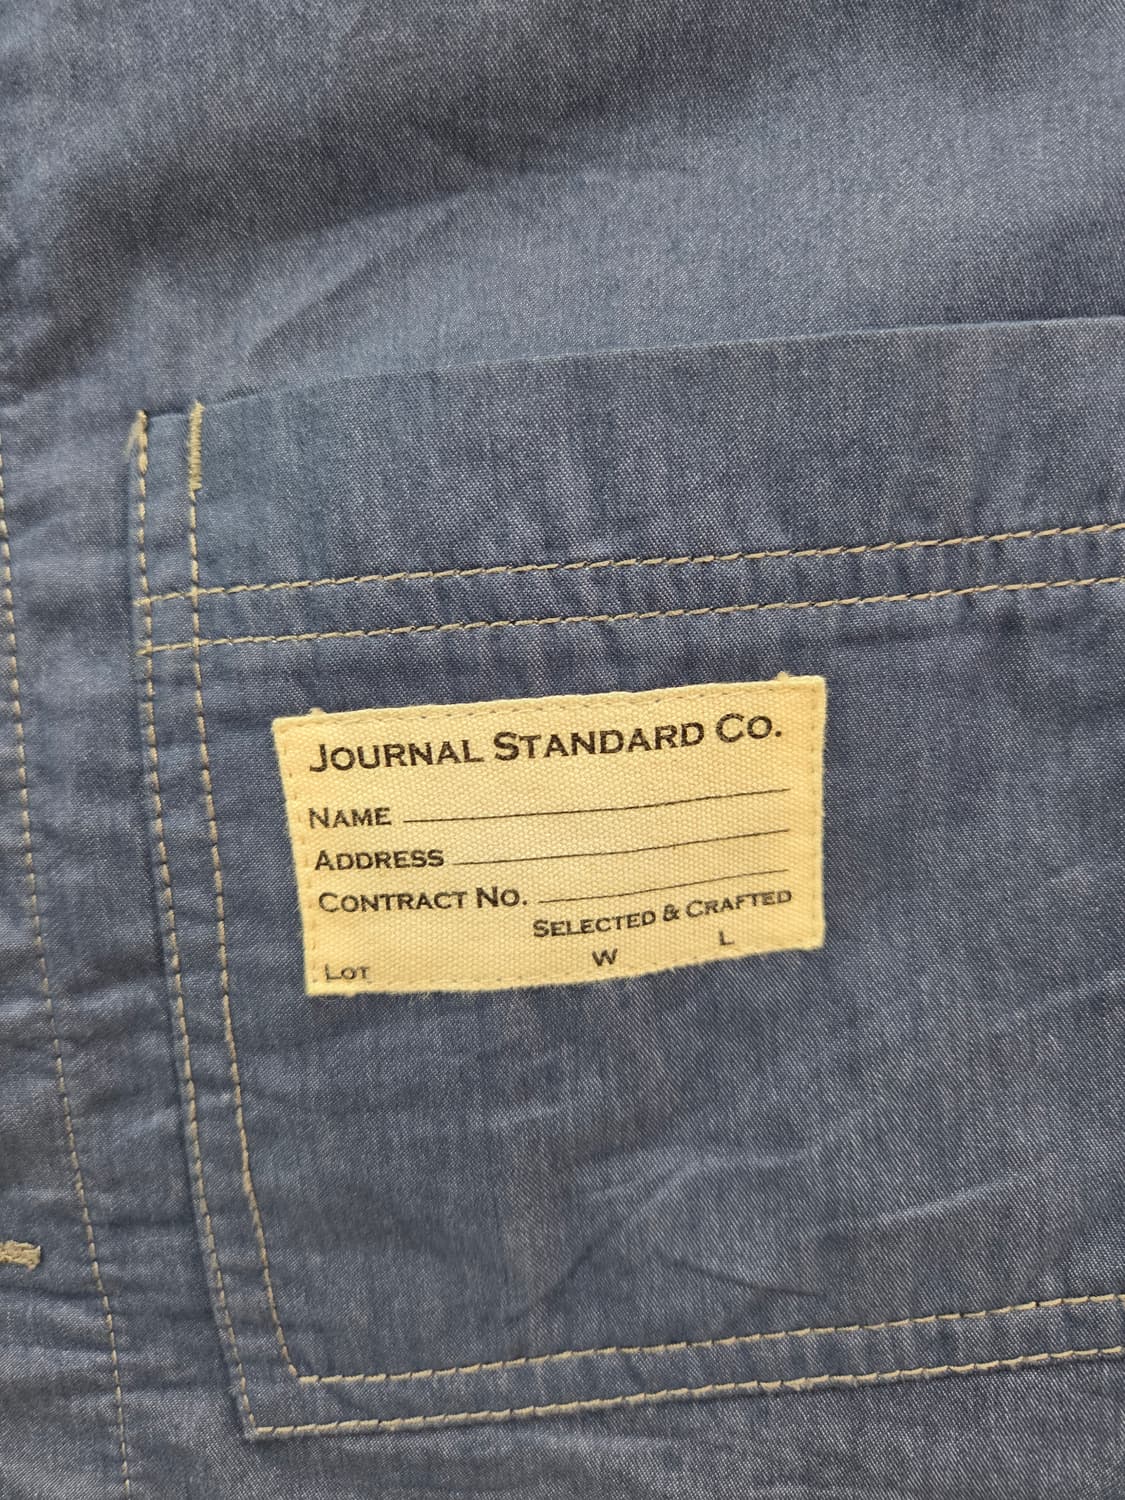 JOURNAL STANDARD CO.
NAME
ADDRESS
CONTRACT NO.
SELECTED & CRAFTED
LOT W L